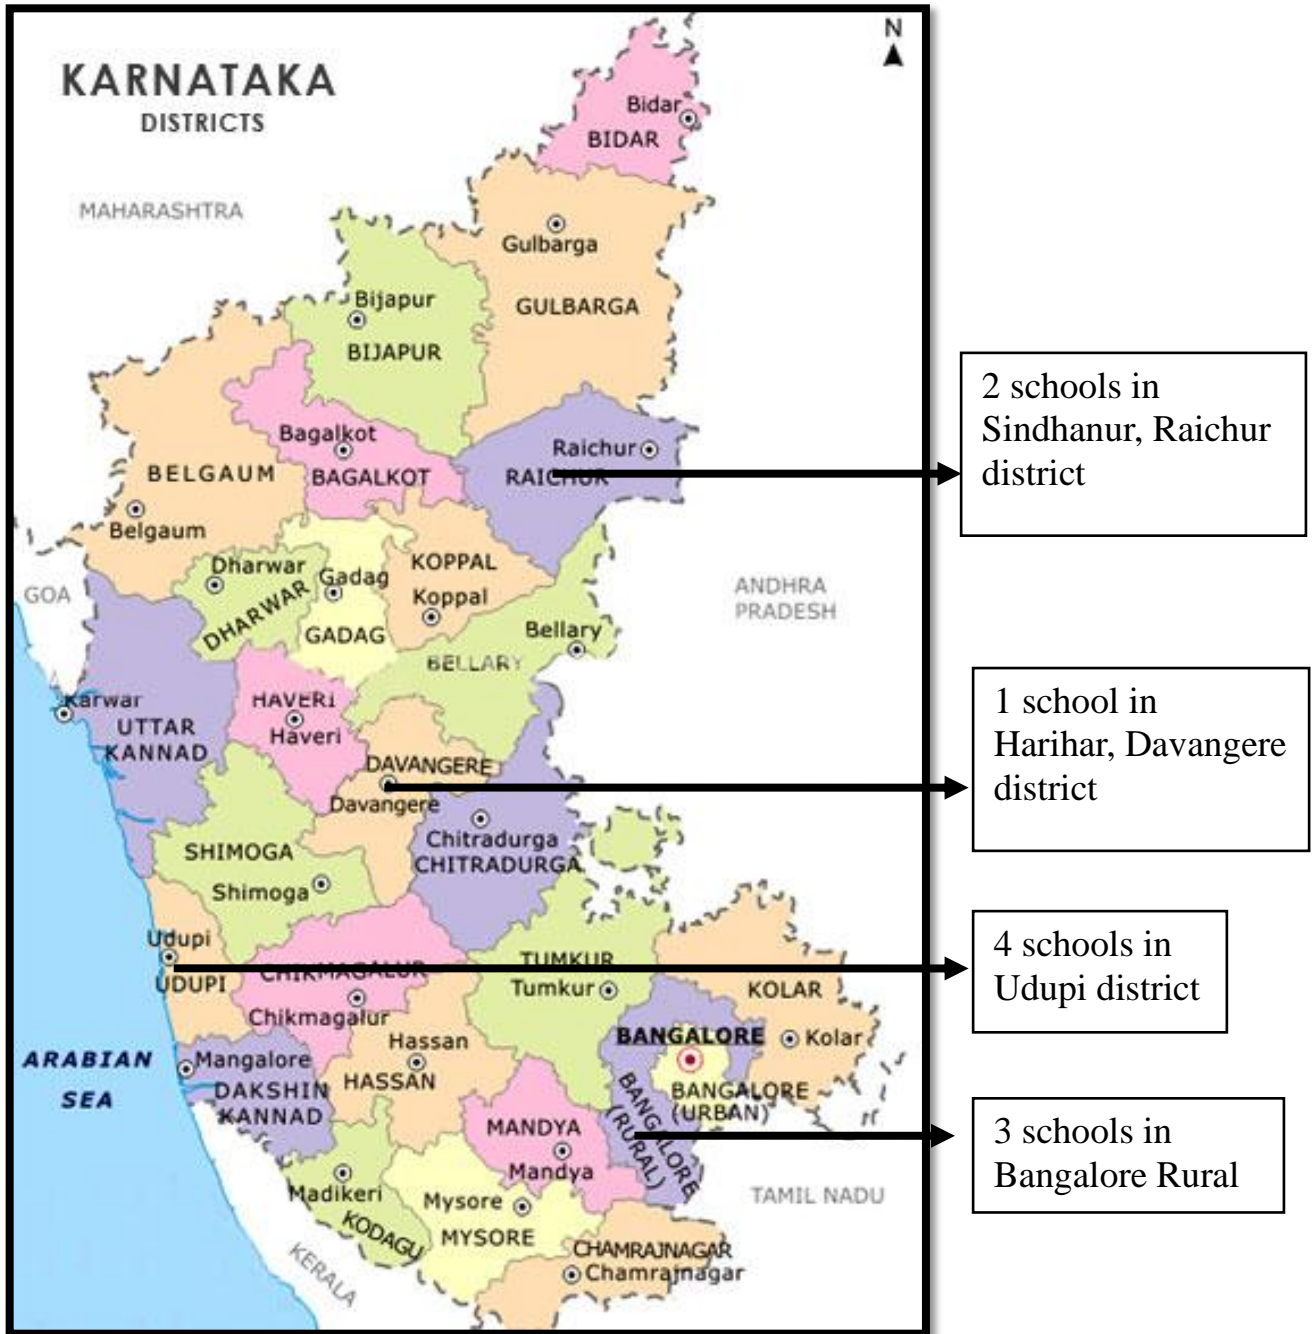 N
KARNATAKA
DISTRICTS
Bidar
BIDAR
MAHARASHTRA
Gulbarga
GULBARGA
Bijapur
BIJAPUR
2 schools in
Sindhanur, Raichur
district
Bagalkot
BAGALKOT
Raichur
RAICHUR
BELGAUM
Belgaum
KOPPAL
Koppal
Dharwar
DHARWAR
Gadag
GADAG
GOA
ANDHRA
PRADESH
Bellary
BELLARY
Karwar
UTTAR
KANNAD
HAVERI
Haveri
1 school in
Harihar, Davangere
district
DAVANGERE
Davangere
Chitradurga
CHITRADURGA
SHIMOGA
Shimoga
Udupi
UDUPI
CHIKMAGALUR
Chikmagalur
TUMKUR
Tumkur
KOLAR
Kolar
4 schools in
Udupi district
BANGALORE
BANGALORE
(URBAN)
BANGALORE
(RURAL)
ARABIAN
SEA
Mangalore
DAKSHIN
KANNAD
Hassan
HASSAN
MANDYA
Mandya
3 schools in
Bangalore Rural
Madikeri
KODAGU
Mysore
MYSORE
TAMIL NADU
KERALA
CHAMRAJNAGAR
Chamrajnagar